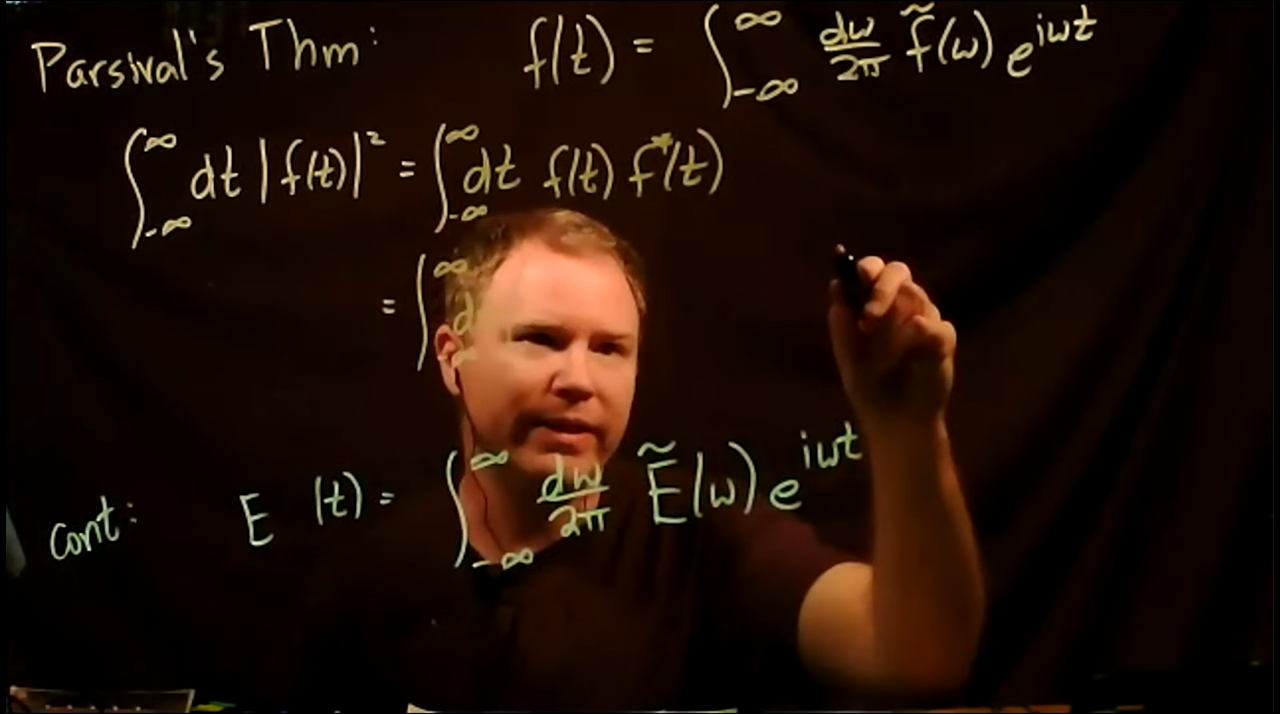 Parsival's Thm: f(t) = ∫_{-∞}^{∞} dω/2π f̃(ω) e^{iωt}
∫_{-∞}^{∞} dt |f(t)|² = ∫_{-∞}^{∞} dt f(t) f*(t)
= ∫^{∞} d
cont: E (t) = ∫_{-∞}^{∞} dω/2π Ẽ(ω) e^{iωt}